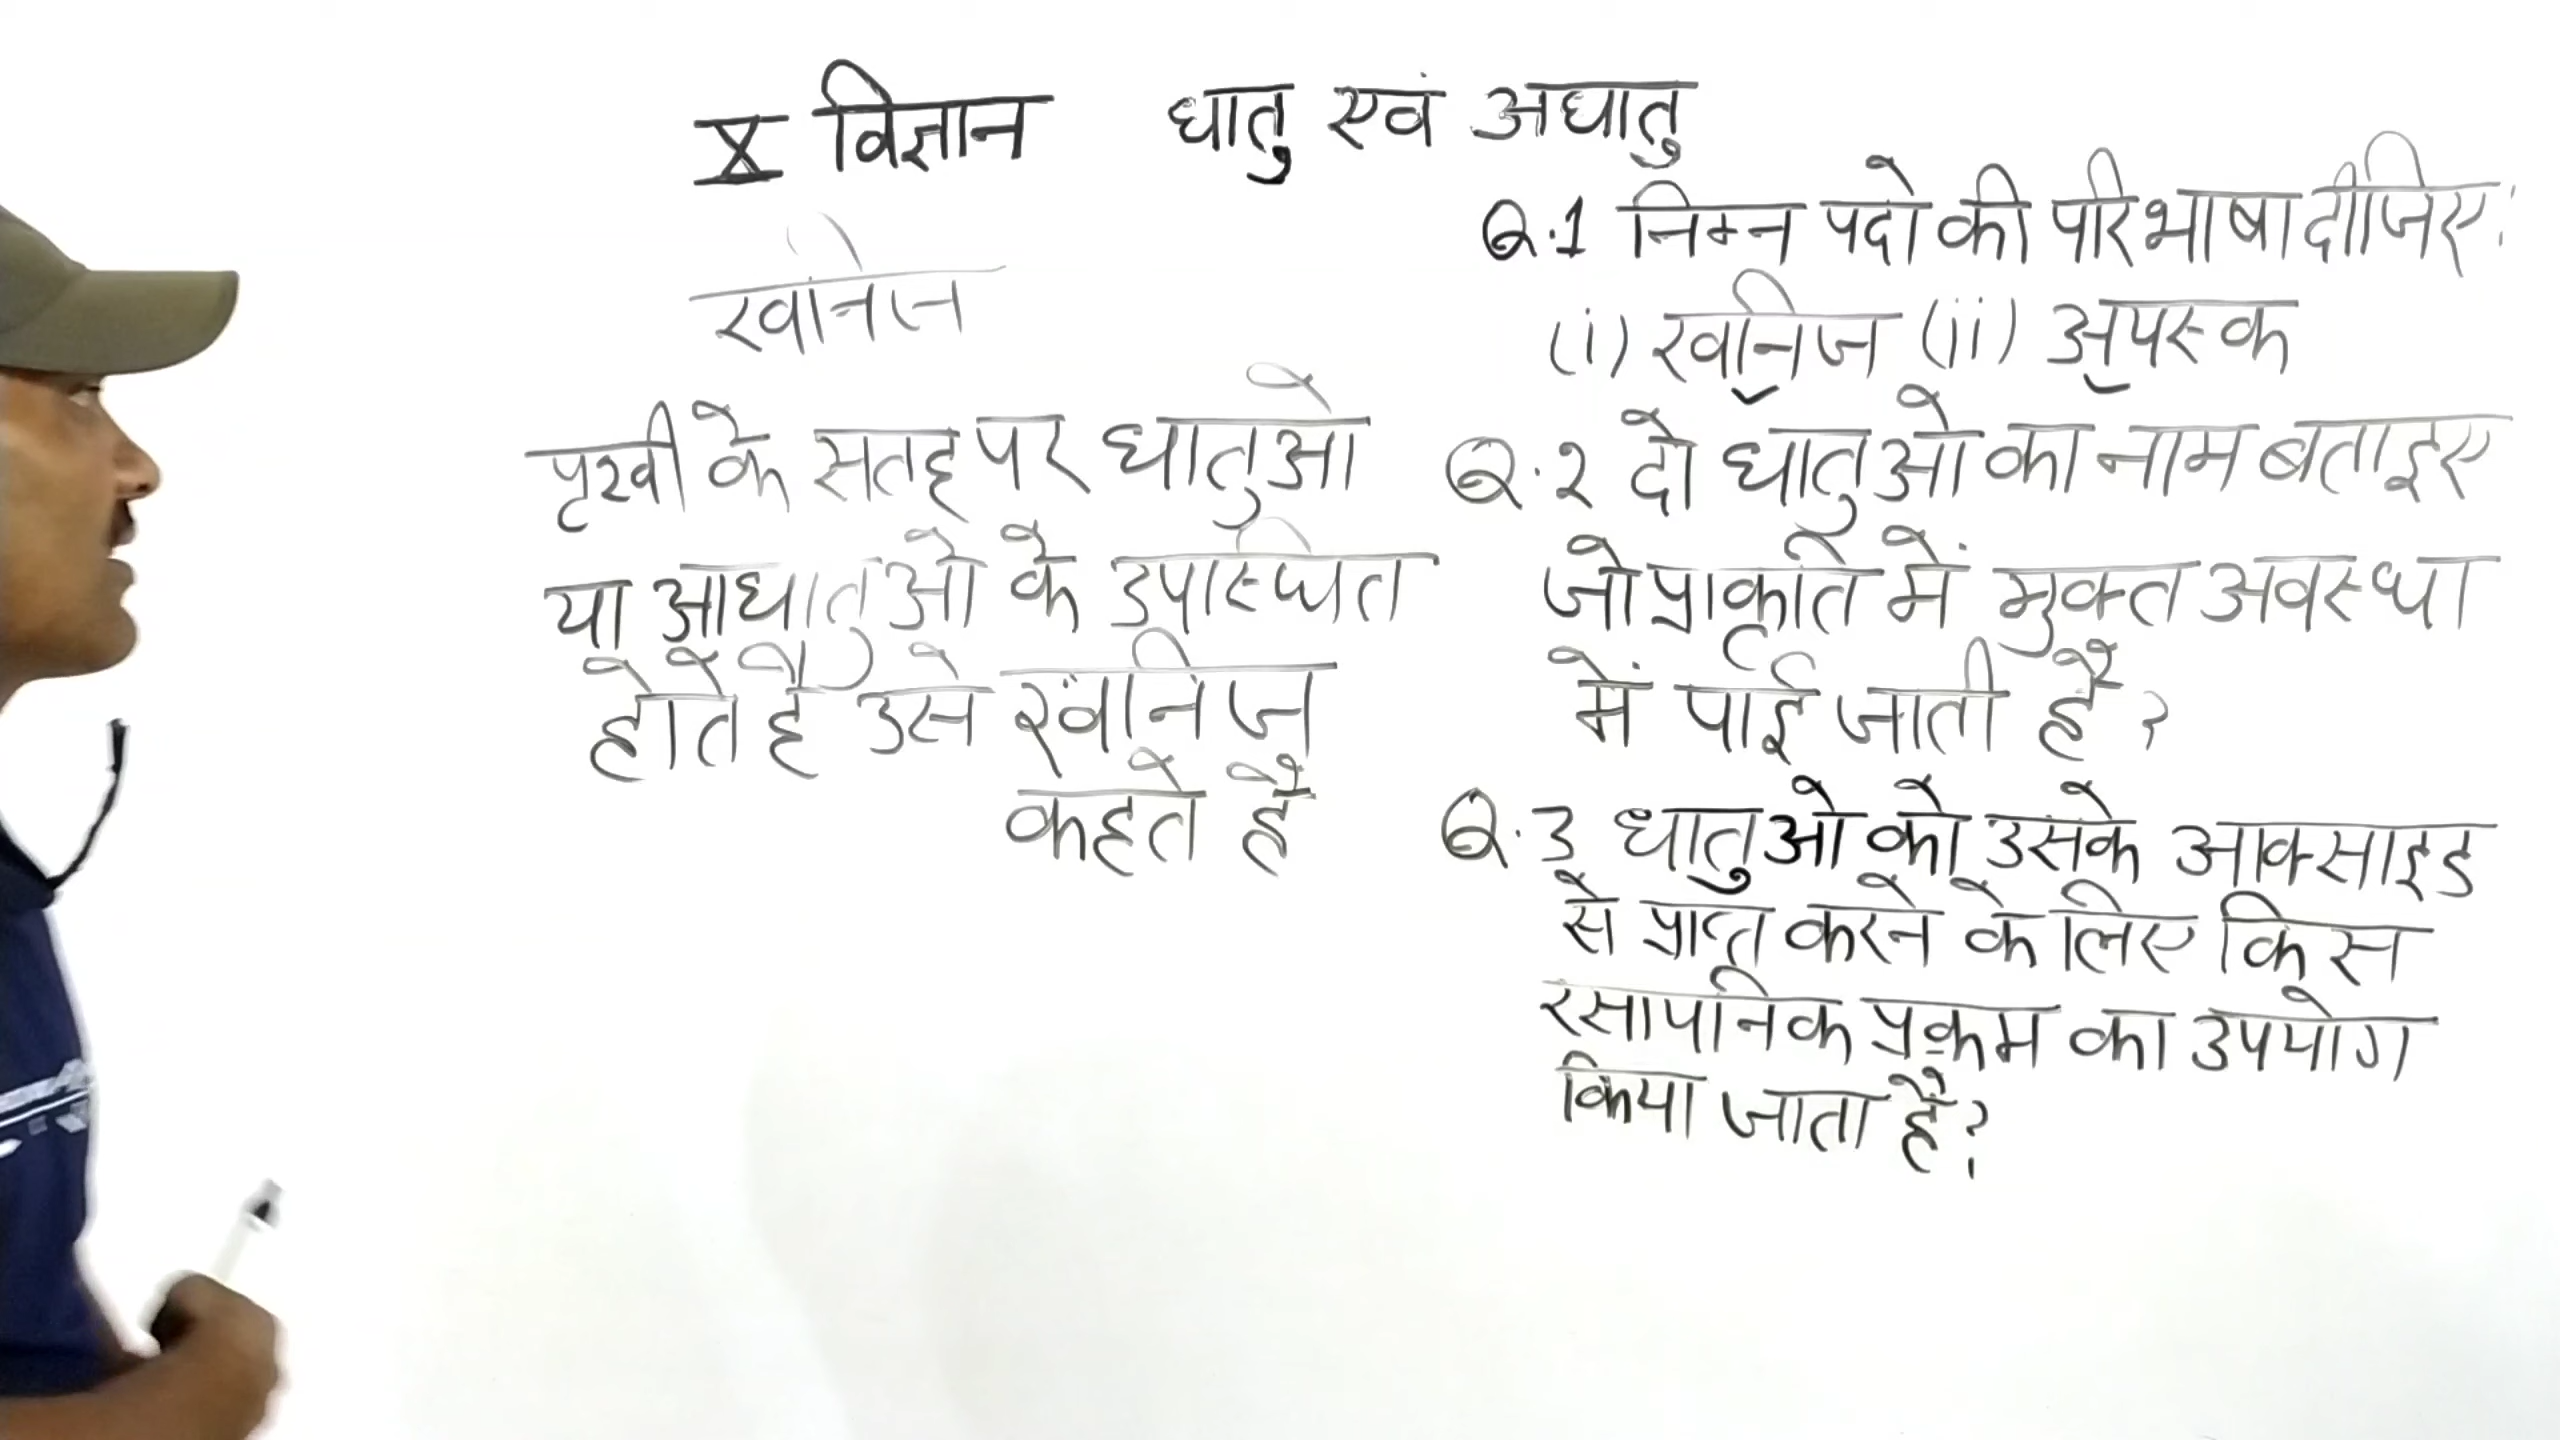 X विज्ञान धातु एवं अधातु
खनिज
पृथ्वी के सतह पर धातुओ
या आधातुओ के उपस्थित
होते है उसे खनिज
कहते है
Q.1 निम्न पदो की परिभाषा दीजिए:
(i) खनिज (ii) अयस्क
Q.2 दो धातुओ का नाम बताइए
जो प्राकृति में मुक्त अवस्था
में पाई जाती है?
Q.3 धातुओ को उसके आक्साइड
से प्राप्त करने के लिए किस
रसायनिक प्रक्रम का उपयोग
किया जाता है?